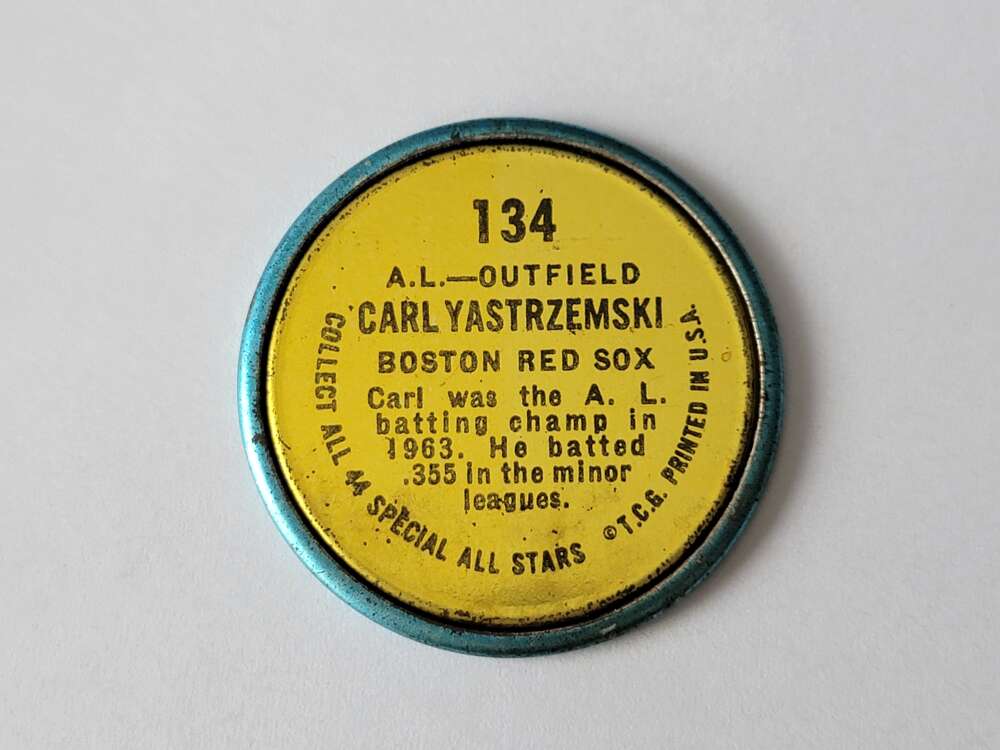 134
A.L.—OUTFIELD
CARL YASTRZEMSKI
BOSTON RED SOX
Carl was the A. L.
batting champ in
1963. He batted
.355 in the minor
leagues.
COLLECT ALL 44 SPECIAL ALL STARS
©T.C.G. PRINTED IN U.S.A.